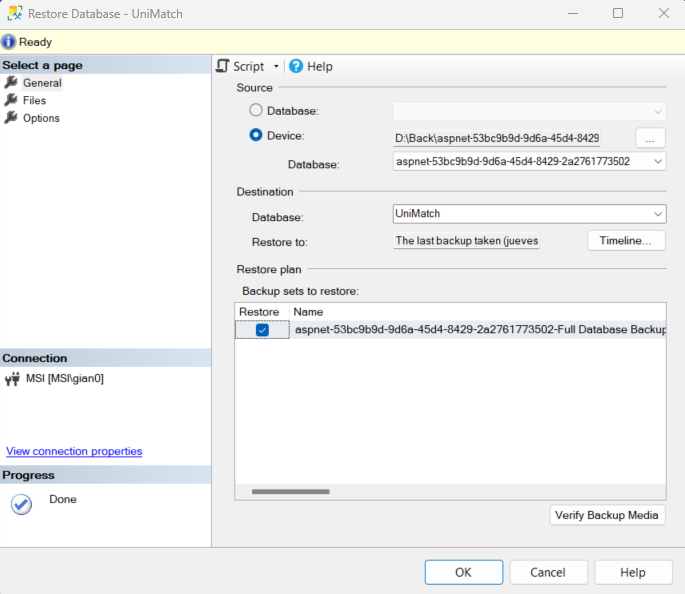 Restore Database - UniMatch
Ready
Select a page
General
Files
Options
Script
Help
Source
Database:
Device:
D:\Back\aspnet-53bc9b9d-9d6a-45d4-8429
...
Database:
aspnet-53bc9b9d-9d6a-45d4-8429-2a2761773502
Destination
Database:
UniMatch
Restore to:
The last backup taken (jueves
Timeline...
Restore plan
Backup sets to restore:
Restore Name
aspnet-53bc9b9d-9d6a-45d4-8429-2a2761773502-Full Database Backup
Connection
MSI [MSI\gian0]
View connection properties
Progress
Done
Verify Backup Media
OK
Cancel
Help